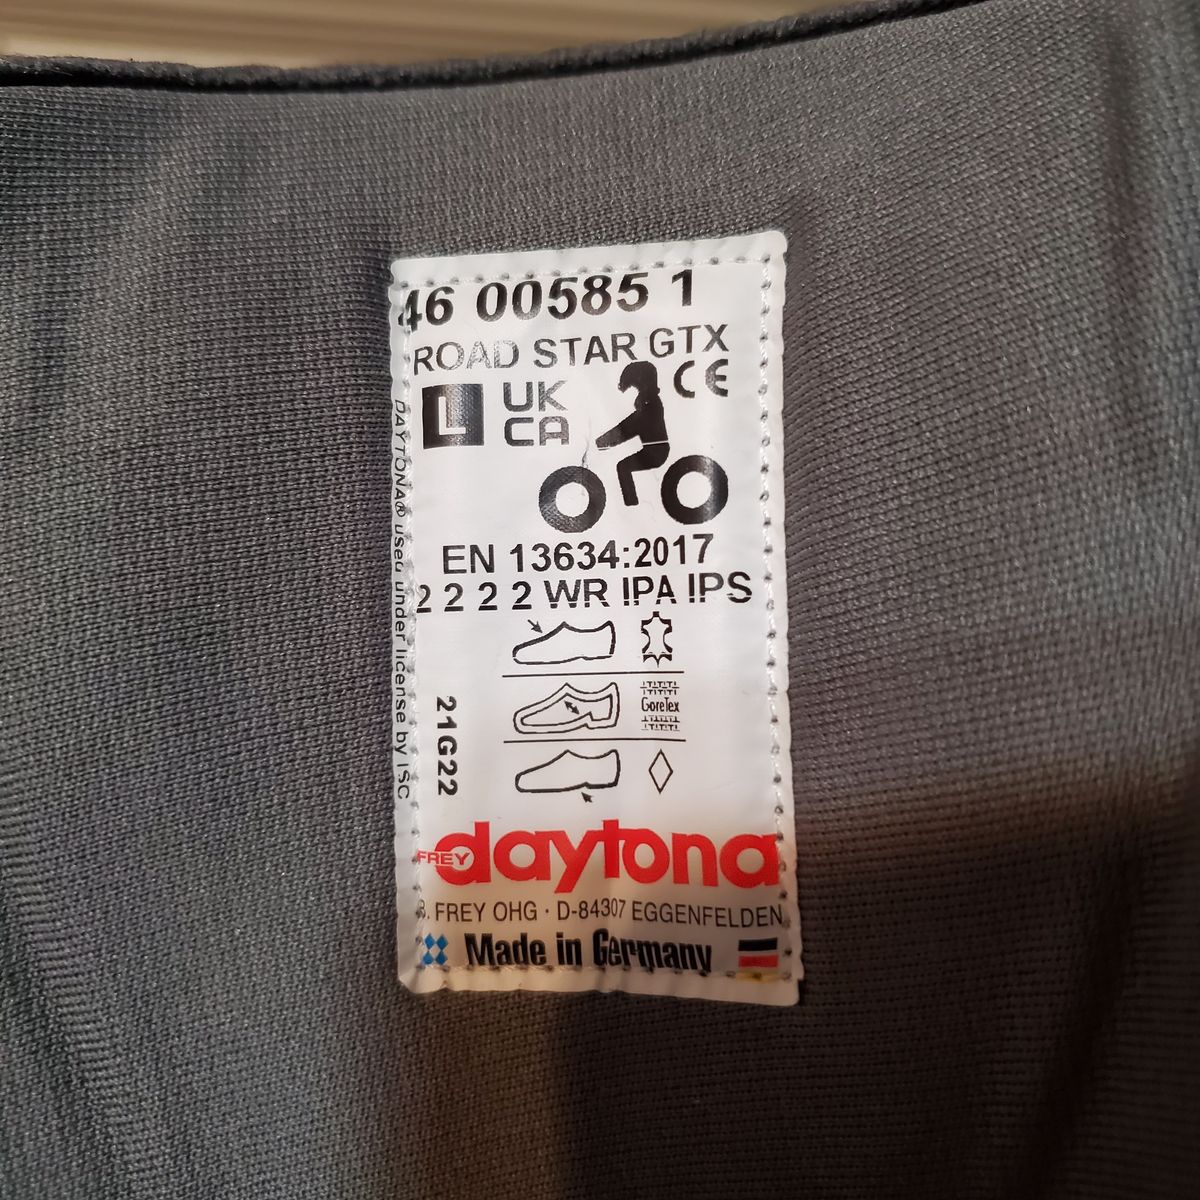 46 00585 1
ROAD STAR GTX
L UK CA CE
EN 13634:2017
2 2 2 2 WR IPA IPS
GoreTex
21G22
DAYTONA® used under license by ISC
FREY daytona
B. FREY OHG · D-84307 EGGENFELDEN
Made in Germany